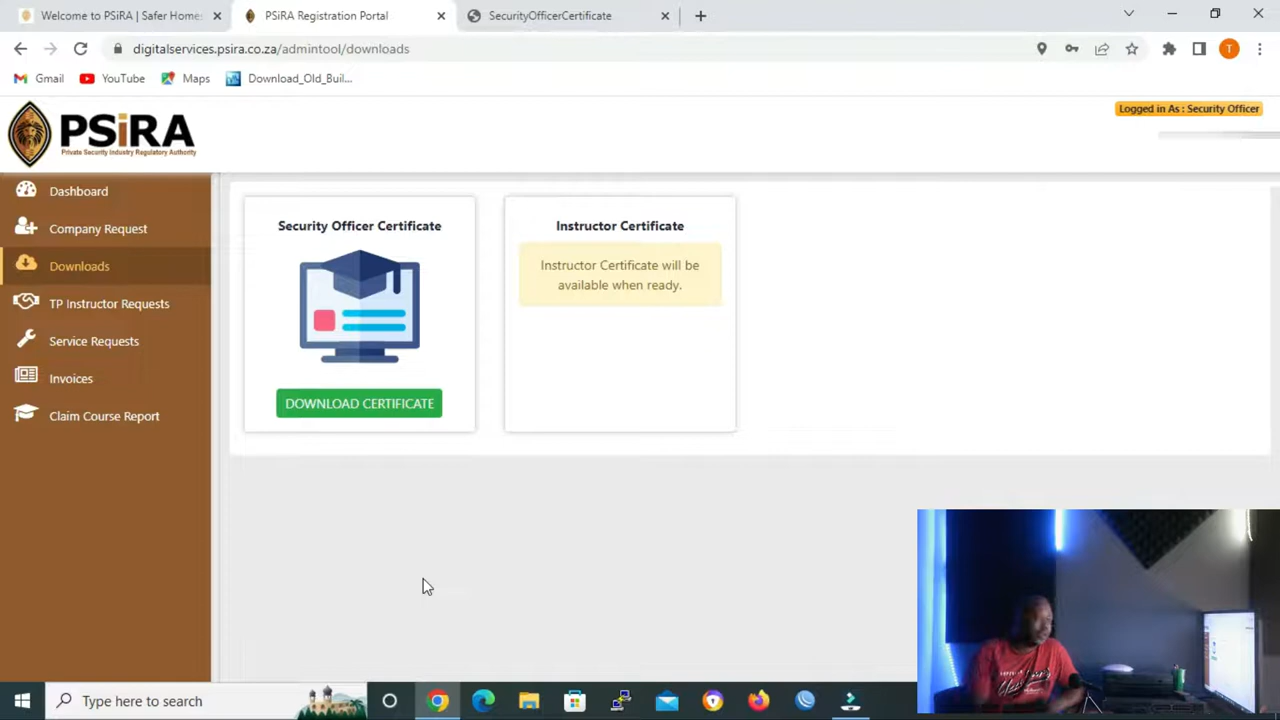 Welcome to PSiRA | Safer Home:
PSiRA Registration Portal
SecurityOfficerCertificate
digitalservices.psira.co.za/admintool/downloads
T
Gmail
YouTube
Maps
Download_Old_Buil...
PSiRA
Private Security Industry Regulatory Authority
Logged in As : Security Officer
Dashboard
Company Request
Downloads
TP Instructor Requests
Service Requests
Invoices
Claim Course Report
Security Officer Certificate
DOWNLOAD CERTIFICATE
Instructor Certificate
Instructor Certificate will be
available when ready.
Type here to search